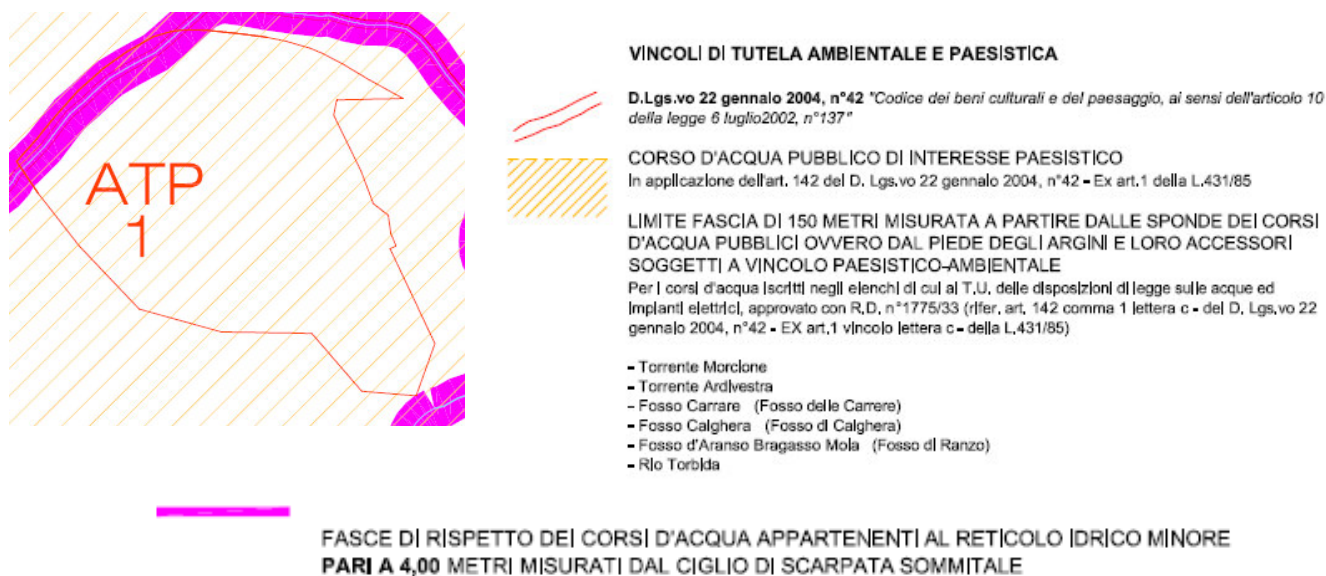 ATP
1
VINCOLI DI TUTELA AMBIENTALE E PAESISTICA
D.Lgs.vo 22 gennaio 2004, n°42 "Codice dei beni culturali e del paesaggio, ai sensi dell'articolo 10
della legge 6 luglio2002, n°137"
CORSO D'ACQUA PUBBLICO DI INTERESSE PAESISTICO
In applicazione dell'art. 142 del D. Lgs.vo 22 gennaio 2004, n°42 - Ex art.1 della L.431/85
LIMITE FASCIA DI 150 METRI MISURATA A PARTIRE DALLE SPONDE DEI CORSI
D'ACQUA PUBBLICI OVVERO DAL PIEDE DEGLI ARGINI E LORO ACCESSORI
SOGGETTI A VINCOLO PAESISTICO-AMBIENTALE
Per i corsi d'acqua iscritti negli elenchi di cui al T.U. delle disposizioni di legge sulle acque ed
impianti elettrici, approvato con R.D. n°1775/33 (rifer. art. 142 comma 1 lettera c - del D. Lgs.vo 22
gennaio 2004, n°42 - EX art.1 vincolo lettera c - della L.431/85)
- Torrente Morcione
- Torrente Ardivestra
- Fosso Carrare (Fosso delle Carrere)
- Fosso Calghera (Fosso di Calghera)
- Fosso d'Aranso Bragasso Mola (Fosso di Ranzo)
- Rio Torbida
FASCE DI RISPETTO DEI CORSI D'ACQUA APPARTENENTI AL RETICOLO IDRICO MINORE
PARI A 4,00 METRI MISURATI DAL CIGLIO DI SCARPATA SOMMITALE